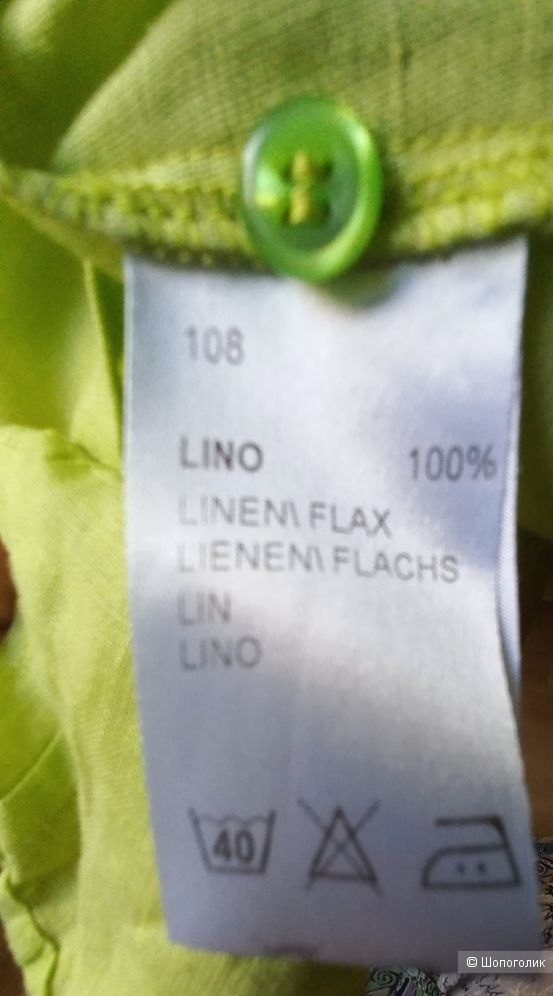 108
LINO 100%
LINEN\ FLAX
LIENEN\ FLACHS
LIN
LINO
40
© Шопоголик